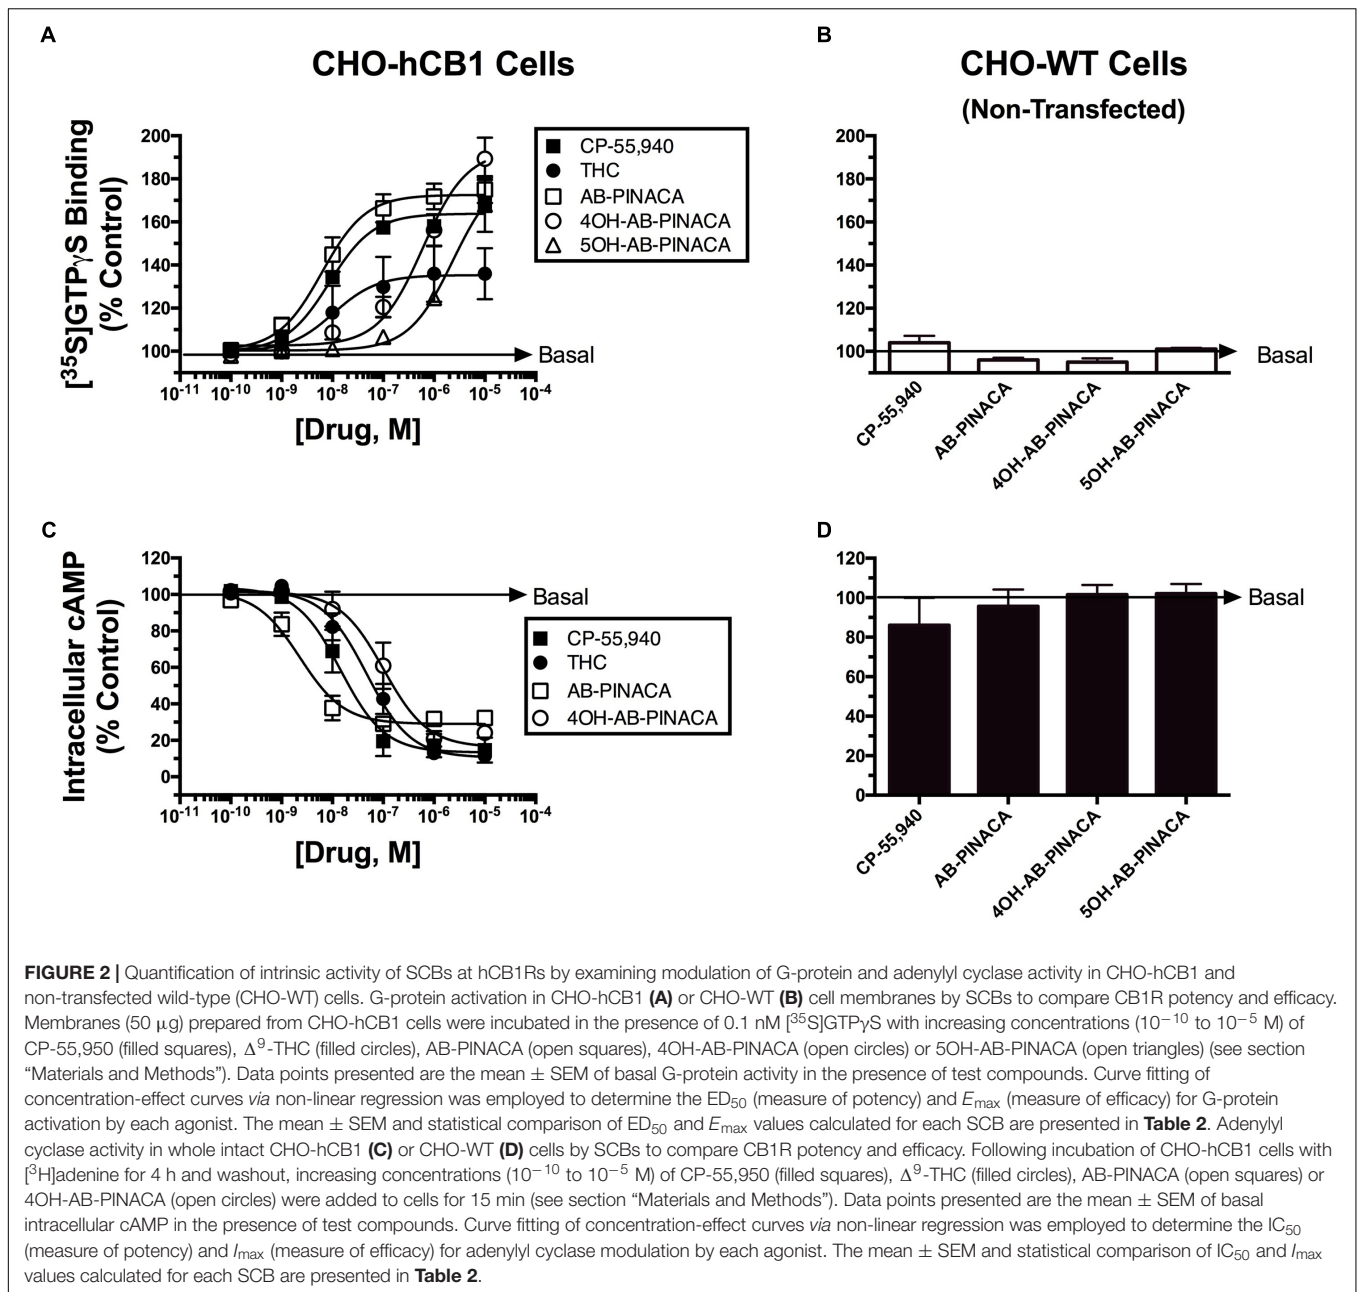 A
CHO-hCB1 Cells
[³⁵S]GTPγS Binding
(% Control)
200
180
160
140
120
100
CP-55,940
THC
AB-PINACA
4OH-AB-PINACA
5OH-AB-PINACA
Basal
10⁻¹¹ 10⁻¹⁰ 10⁻⁹ 10⁻⁸ 10⁻⁷ 10⁻⁶ 10⁻⁵ 10⁻⁴
[Drug, M]
B
CHO-WT Cells
(Non-Transfected)
200
180
160
140
120
100
Basal
CP-55,940
AB-PINACA
4OH-AB-PINACA
5OH-AB-PINACA
C
Intracellular cAMP
(% Control)
120
100
80
60
40
20
0
Basal
CP-55,940
THC
AB-PINACA
4OH-AB-PINACA
10⁻¹¹ 10⁻¹⁰ 10⁻⁹ 10⁻⁸ 10⁻⁷ 10⁻⁶ 10⁻⁵ 10⁻⁴
[Drug, M]
D
120
100
80
60
40
20
0
Basal
CP-55,940
AB-PINACA
4OH-AB-PINACA
5OH-AB-PINACA
FIGURE 2 | Quantification of intrinsic activity of SCBs at hCB1Rs by examining modulation of G-protein and adenylyl cyclase activity in CHO-hCB1 and
non-transfected wild-type (CHO-WT) cells. G-protein activation in CHO-hCB1 (A) or CHO-WT (B) cell membranes by SCBs to compare CB1R potency and efficacy.
Membranes (50 μg) prepared from CHO-hCB1 cells were incubated in the presence of 0.1 nM [³⁵S]GTPγS with increasing concentrations (10⁻¹⁰ to 10⁻⁵ M) of
CP-55,950 (filled squares), Δ⁹-THC (filled circles), AB-PINACA (open squares), 4OH-AB-PINACA (open circles) or 5OH-AB-PINACA (open triangles) (see section
"Materials and Methods"). Data points presented are the mean ± SEM of basal G-protein activity in the presence of test compounds. Curve fitting of
concentration-effect curves via non-linear regression was employed to determine the ED₅₀ (measure of potency) and Eₘₐₓ (measure of efficacy) for G-protein
activation by each agonist. The mean ± SEM and statistical comparison of ED₅₀ and Eₘₐₓ values calculated for each SCB are presented in Table 2. Adenylyl
cyclase activity in whole intact CHO-hCB1 (C) or CHO-WT (D) cells by SCBs to compare CB1R potency and efficacy. Following incubation of CHO-hCB1 cells with
[³H]adenine for 4 h and washout, increasing concentrations (10⁻¹⁰ to 10⁻⁵ M) of CP-55,950 (filled squares), Δ⁹-THC (filled circles), AB-PINACA (open squares) or
4OH-AB-PINACA (open circles) were added to cells for 15 min (see section "Materials and Methods"). Data points presented are the mean ± SEM of basal
intracellular cAMP in the presence of test compounds. Curve fitting of concentration-effect curves via non-linear regression was employed to determine the IC₅₀
(measure of potency) and Iₘₐₓ (measure of efficacy) for adenylyl cyclase modulation by each agonist. The mean ± SEM and statistical comparison of IC₅₀ and Iₘₐₓ
values calculated for each SCB are presented in Table 2.